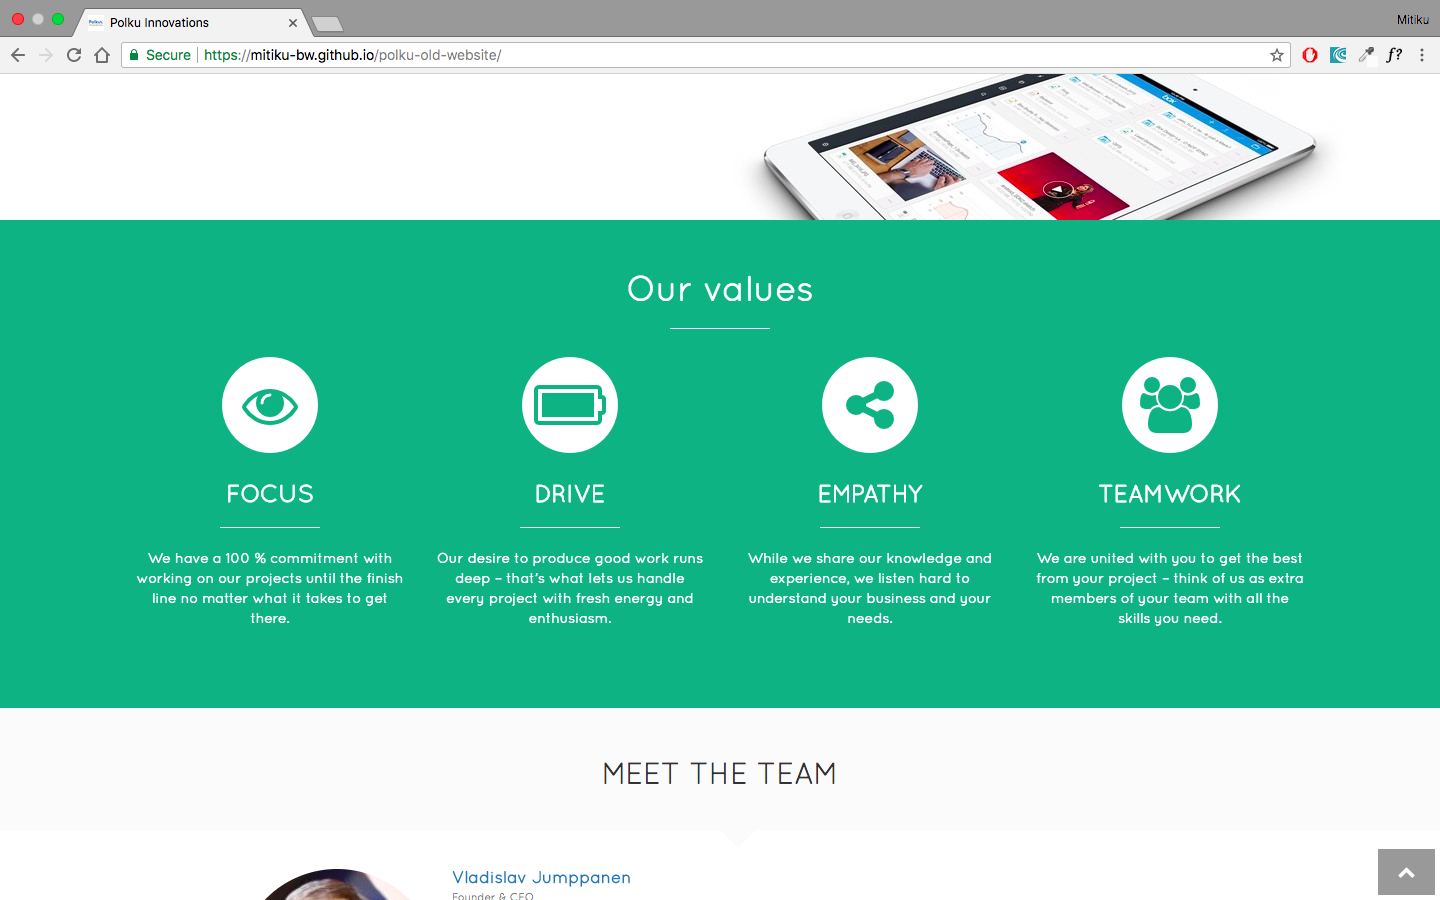 Polku Innovations
Mitiku
Secure
https://mitiku-bw.github.io/polku-old-website/
f?
Our values
FOCUS
We have a 100 % commitment with
working on our projects until the finish
line no matter what it takes to get
there.
DRIVE
Our desire to produce good work runs
deep – that's what lets us handle
every project with fresh energy and
enthusiasm.
EMPATHY
While we share our knowledge and
experience, we listen hard to
understand your business and your
needs.
TEAMWORK
We are united with you to get the best
from your project – think of us as extra
members of your team with all the
skills you need.
MEET THE TEAM
Vladislav Jumppanen
Founder & CEO